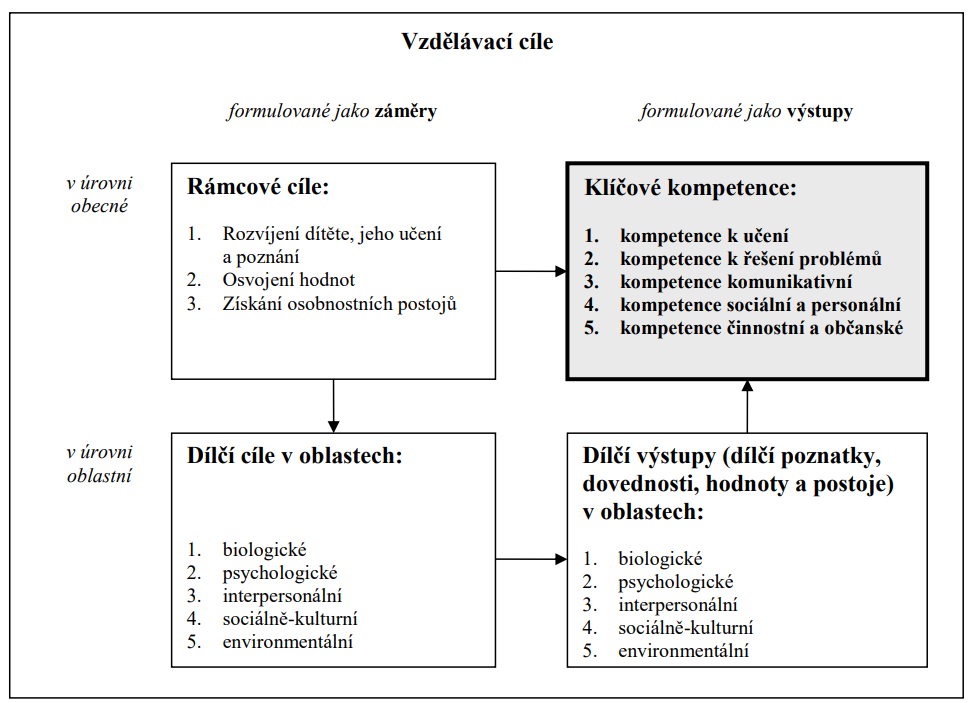 Vzdělávací cíle
formulované jako záměry
formulované jako výstupy
v úrovni
obecné
Rámcové cíle:
1. Rozvíjení dítěte, jeho učení
a poznání
2. Osvojení hodnot
3. Získání osobnostních postojů
Klíčové kompetence:
1. kompetence k učení
2. kompetence k řešení problémů
3. kompetence komunikativní
4. kompetence sociální a personální
5. kompetence činnostní a občanské
v úrovni
oblastní
Dílčí cíle v oblastech:
1. biologické
2. psychologické
3. interpersonální
4. sociálně-kulturní
5. environmentální
Dílčí výstupy (dílčí poznatky,
dovednosti, hodnoty a postoje)
v oblastech:
1. biologické
2. psychologické
3. interpersonální
4. sociálně-kulturní
5. environmentální